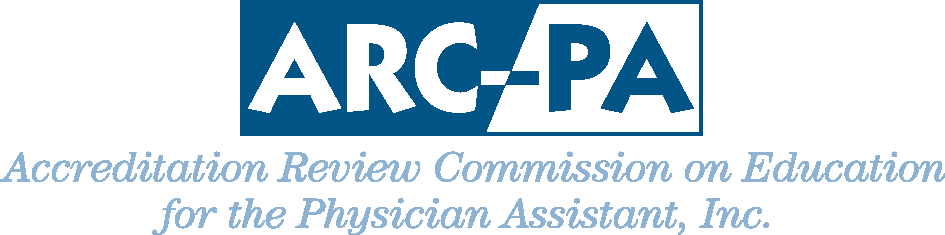 ARC-PA
Accreditation Review Commission on Education
for the Physician Assistant, Inc.